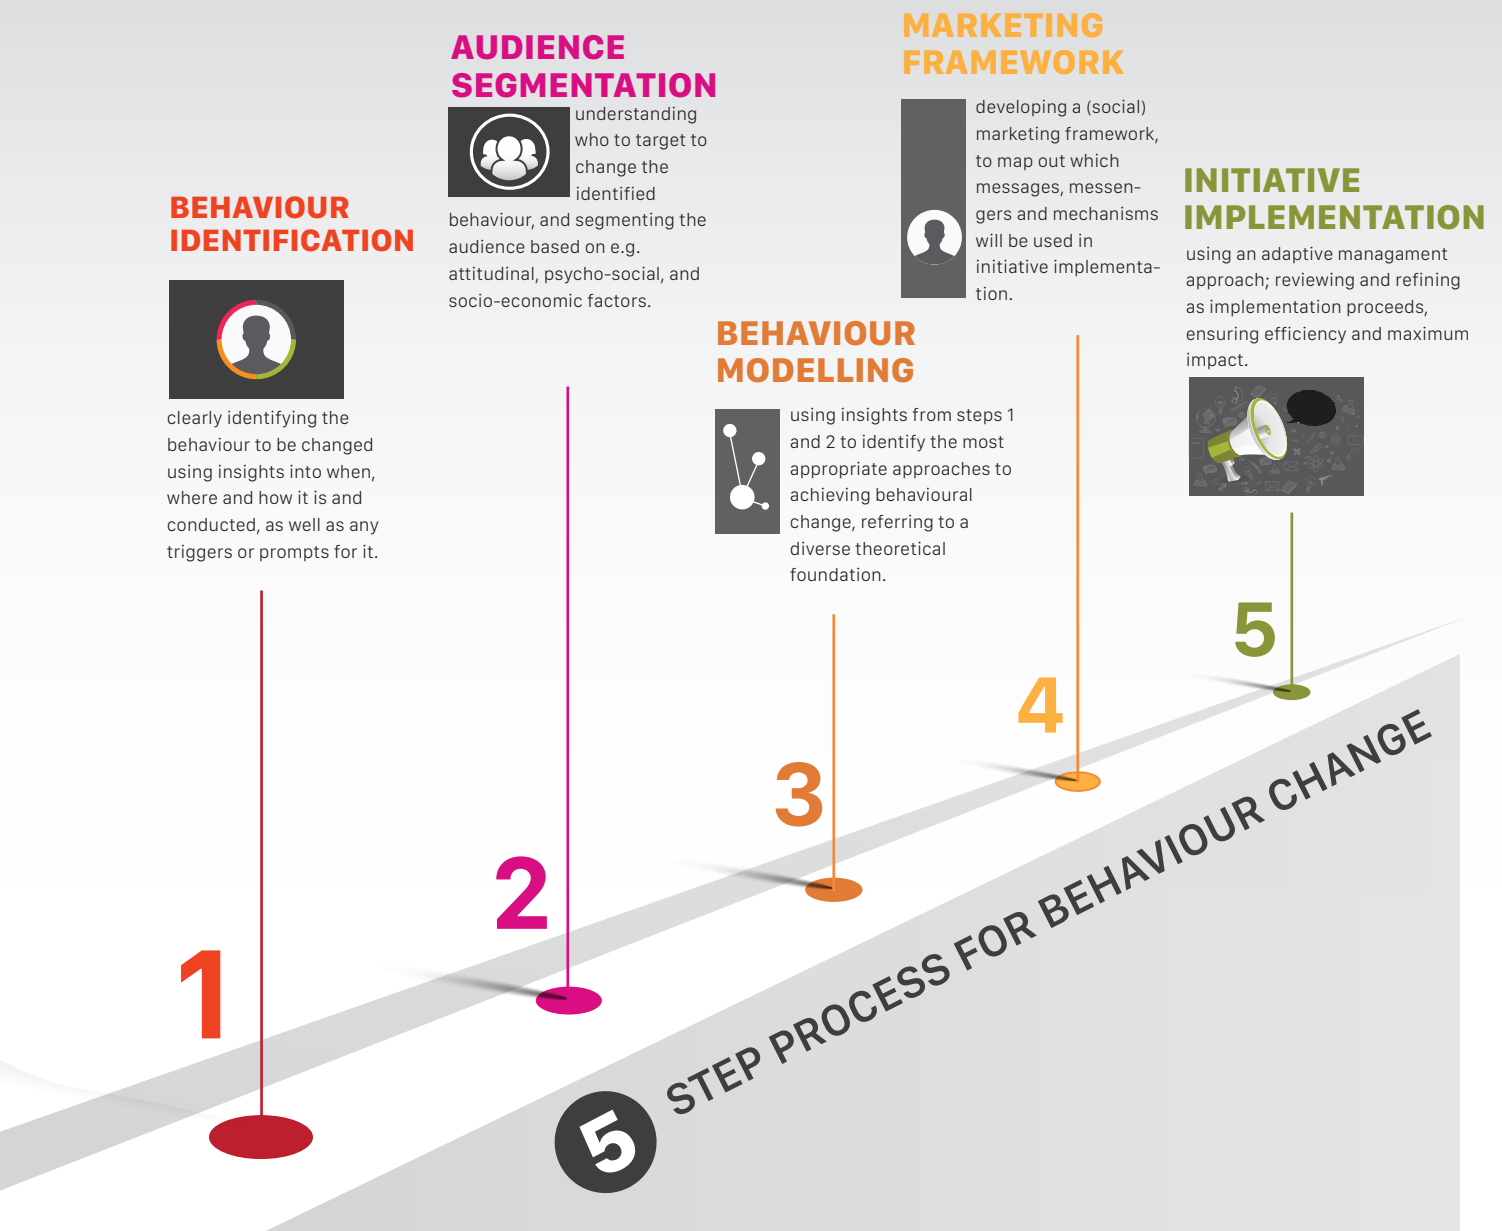 BEHAVIOUR
IDENTIFICATION
clearly identifying the
behaviour to be changed
using insights into when,
where and how it is and
conducted, as well as any
triggers or prompts for it.
1
AUDIENCE
SEGMENTATION
understanding
who to target to
change the
identified
behaviour, and segmenting the
audience based on e.g.
attitudinal, psycho-social, and
socio-economic factors.
2
BEHAVIOUR
MODELLING
using insights from steps 1
and 2 to identify the most
appropriate approaches to
achieving behavioural
change, referring to a
diverse theoretical
foundation.
3
MARKETING
FRAMEWORK
developing a (social)
marketing framework,
to map out which
messages, messen-
gers and mechanisms
will be used in
initiative implementa-
tion.
4
INITIATIVE
IMPLEMENTATION
using an adaptive managament
approach; reviewing and refining
as implementation proceeds,
ensuring efficiency and maximum
impact.
5
5 STEP PROCESS FOR BEHAVIOUR CHANGE